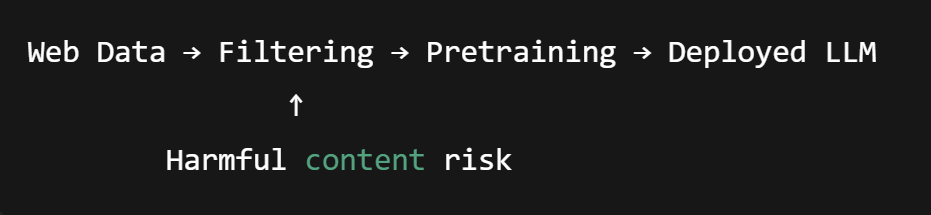 Web Data → Filtering → Pretraining → Deployed LLM
↑
Harmful content risk